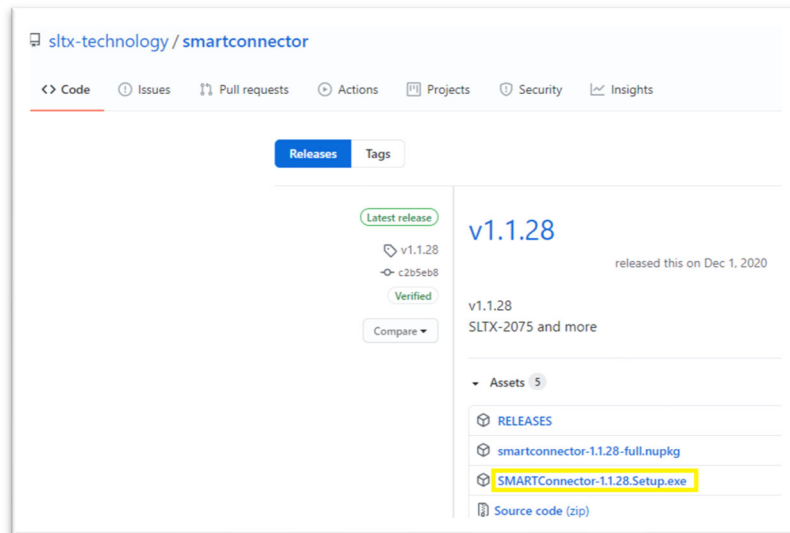 sltx-technology / smartconnector
<> Code Issues Pull requests Actions Projects Security Insights
Releases Tags
Latest release
v1.1.28
c2b5eb8
Verified
Compare
v1.1.28
released this on Dec 1, 2020
v1.1.28
SLTX-2075 and more
Assets 5
RELEASES
smartconnector-1.1.28-full.nupkg
SMARTConnector-1.1.28.Setup.exe
Source code (zip)